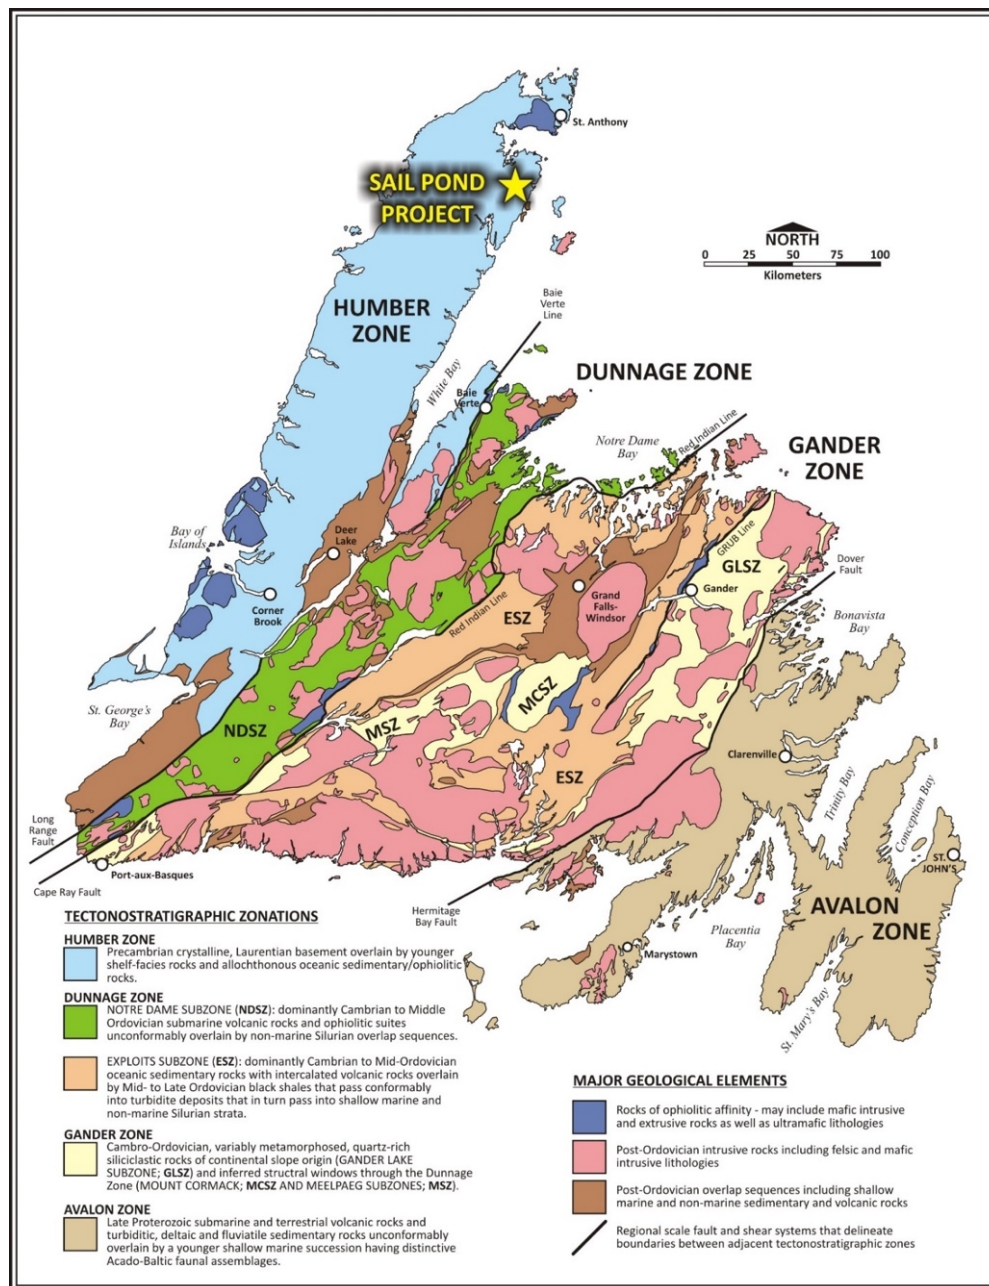 St. Anthony
SAIL POND
PROJECT
NORTH
0 25 50 75 100
Kilometers
Baie
Verte
Line
HUMBER
ZONE
White Bay
DUNNAGE ZONE
Baie
Verte
Notre Dame
Bay
Red Indian Line
GANDER
ZONE
Bay of
Islands
Deer
Lake
GRUB Line
GLSZ
Dover
Fault
Gander
Corner
Brook
Red Indian Line
ESZ
Grand
Falls-
Windsor
Bonavista
Bay
St. George's
Bay
NDSZ
MSZ
MCSZ
ESZ
Clarenville
Trinity Bay
Conception Bay
Long
Range
Fault
Port-aux-Basques
Cape Ray Fault
ST.
JOHN'S
Hermitage
Bay Fault
AVALON
ZONE
Placentia
Bay
Marystown
St. Mary's Bay
TECTONOSTRATIGRAPHIC ZONATIONS
HUMBER ZONE
Precambrian crystalline, Laurentian basement overlain by younger
shelf-facies rocks and allochthonous oceanic sedimentary/ophiolitic
rocks.
DUNNAGE ZONE
NOTRE DAME SUBZONE (NDSZ): dominantly Cambrian to Middle
Ordovician submarine volcanic rocks and ophiolitic suites
unconformably overlain by non-marine Silurian overlap sequences.
EXPLOITS SUBZONE (ESZ): dominantly Cambrian to Mid-Ordovician
oceanic sedimentary rocks with intercalated volcanic rocks overlain
by Mid- to Late Ordovician black shales that pass conformably
into turbidite deposits that in turn pass into shallow marine and
non-marine Silurian strata.
GANDER ZONE
Cambro-Ordovician, variably metamorphosed, quartz-rich
siliciclastic rocks of continental slope origin (GANDER LAKE
SUBZONE; GLSZ) and inferred structral windows through the Dunnage
Zone (MOUNT CORMACK; MCSZ AND MEELPAEG SUBZONES; MSZ).
AVALON ZONE
Late Proterozoic submarine and terrestrial volcanic rocks and
turbiditic, deltaic and fluviatile sedimentary rocks unconformably
overlain by a younger shallow marine succession having distinctive
Acado-Baltic faunal assemblages.
MAJOR GEOLOGICAL ELEMENTS
Rocks of ophiolitic affinity - may include mafic intrusive
and extrusive rocks as well as ultramafic lithologies
Post-Ordovician intrusive rocks including felsic and mafic
intrusive lithologies
Post-Ordovician overlap sequences including shallow
marine and non-marine sedimentary and volcanic rocks
Regional scale fault and shear systems that delineate
boundaries between adjacent tectonostratigraphic zones